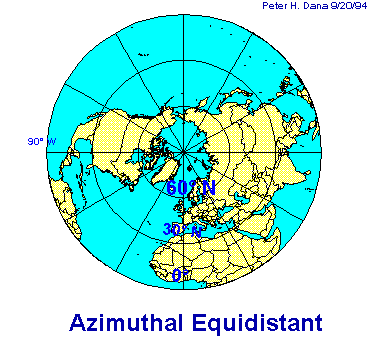 Peter H. Dana 9/20/94
90° W
60° N
30° N
0°
Azimuthal Equidistant